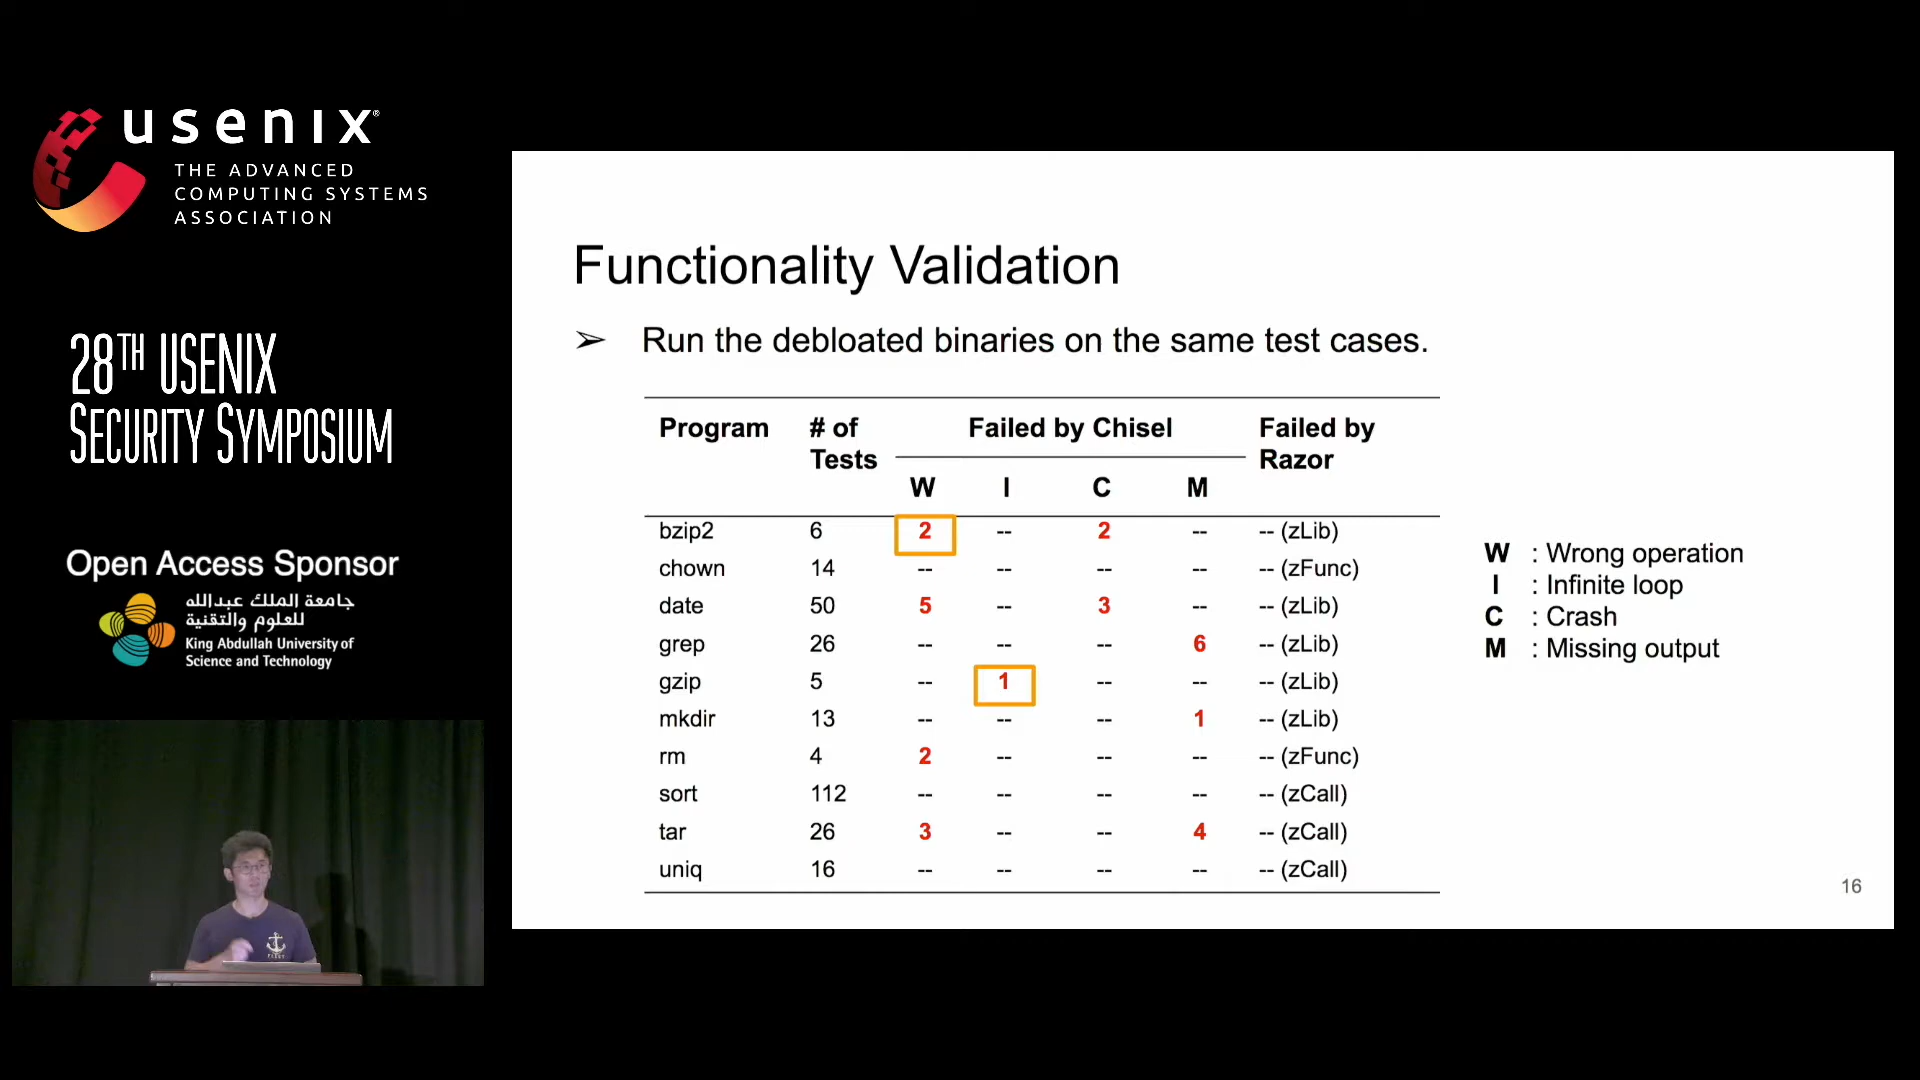 usenix®
THE ADVANCED
COMPUTING SYSTEMS
ASSOCIATION
28TH USENIX
SECURITY SYMPOSIUM
Open Access Sponsor
جامعة الملك عبدالله
للعلوم والتقنية
King Abdullah University of
Science and Technology
Functionality Validation
➢ Run the debloated binaries on the same test cases.
Program # of Tests Failed by Chisel Failed by Razor
W I C M
bzip2 6 2 -- 2 -- -- (zLib)
chown 14 -- -- -- -- -- (zFunc)
date 50 5 -- 3 -- -- (zLib)
grep 26 -- -- -- 6 -- (zLib)
gzip 5 -- 1 -- -- -- (zLib)
mkdir 13 -- -- -- 1 -- (zLib)
rm 4 2 -- -- -- -- (zFunc)
sort 112 -- -- -- -- -- (zCall)
tar 26 3 -- -- 4 -- (zCall)
uniq 16 -- -- -- -- -- (zCall)
W : Wrong operation
I : Infinite loop
C : Crash
M : Missing output
16